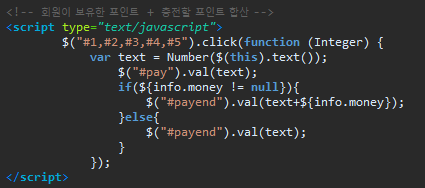 <!-- 회원이 보유한 포인트 + 충전할 포인트 합산 -->
<script type="text/javascript">
        $("#1,#2,#3,#4,#5").click(function (Integer) {
            var text = Number($(this).text());
                $("#pay").val(text);
                if(${info.money != null}){
                    $("#payend").val(text+${info.money});
                }else{
                    $("#payend").val(text);
                }
            });
</script>